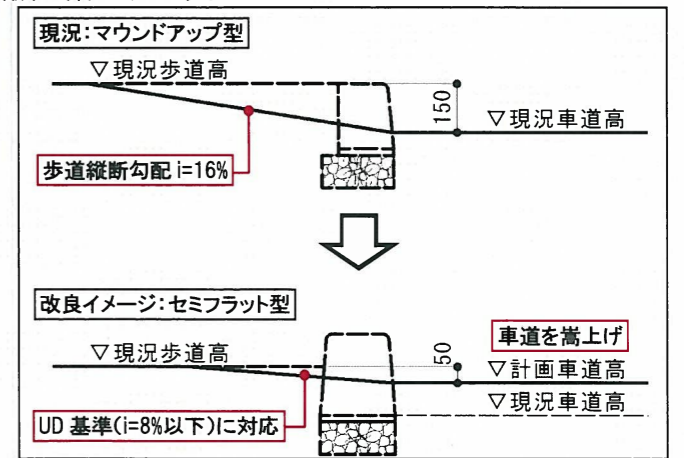 現況：マウンドアップ型
▽現況歩道高
150
▽現況車道高
歩道縦断勾配 i=16%
改良イメージ：セミフラット型
車道を嵩上げ
▽現況歩道高
50
▽計画車道高
▽現況車道高
UD 基準(i=8%以下)に対応